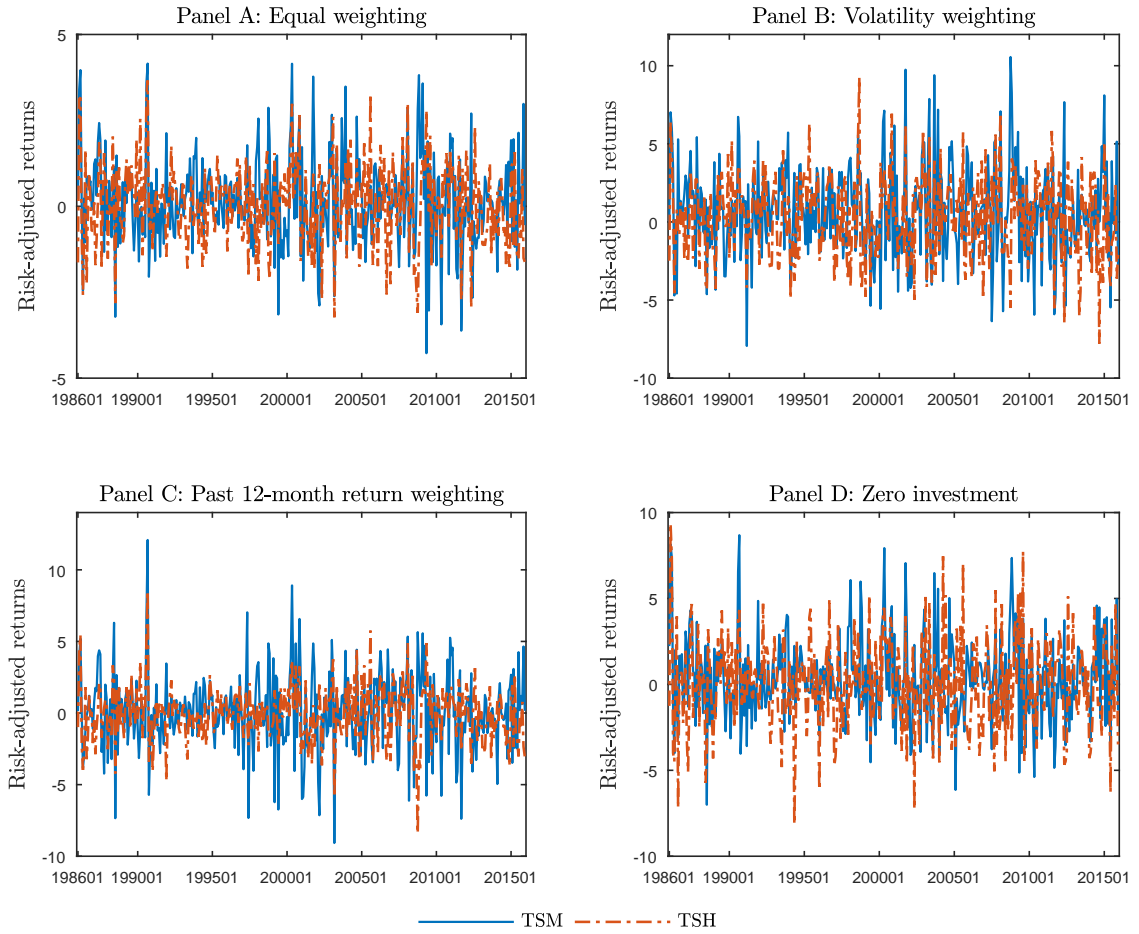 Panel A: Equal weighting
Risk-adjusted returns
5
0
-5
198601 199001 199501 200001 200501 201001 201501
Panel B: Volatility weighting
Risk-adjusted returns
10
5
0
-5
-10
198601 199001 199501 200001 200501 201001 201501
Panel C: Past 12-month return weighting
Risk-adjusted returns
10
5
0
-5
-10
198601 199001 199501 200001 200501 201001 201501
Panel D: Zero investment
Risk-adjusted returns
10
5
0
-5
-10
198601 199001 199501 200001 200501 201001 201501
TSM TSH